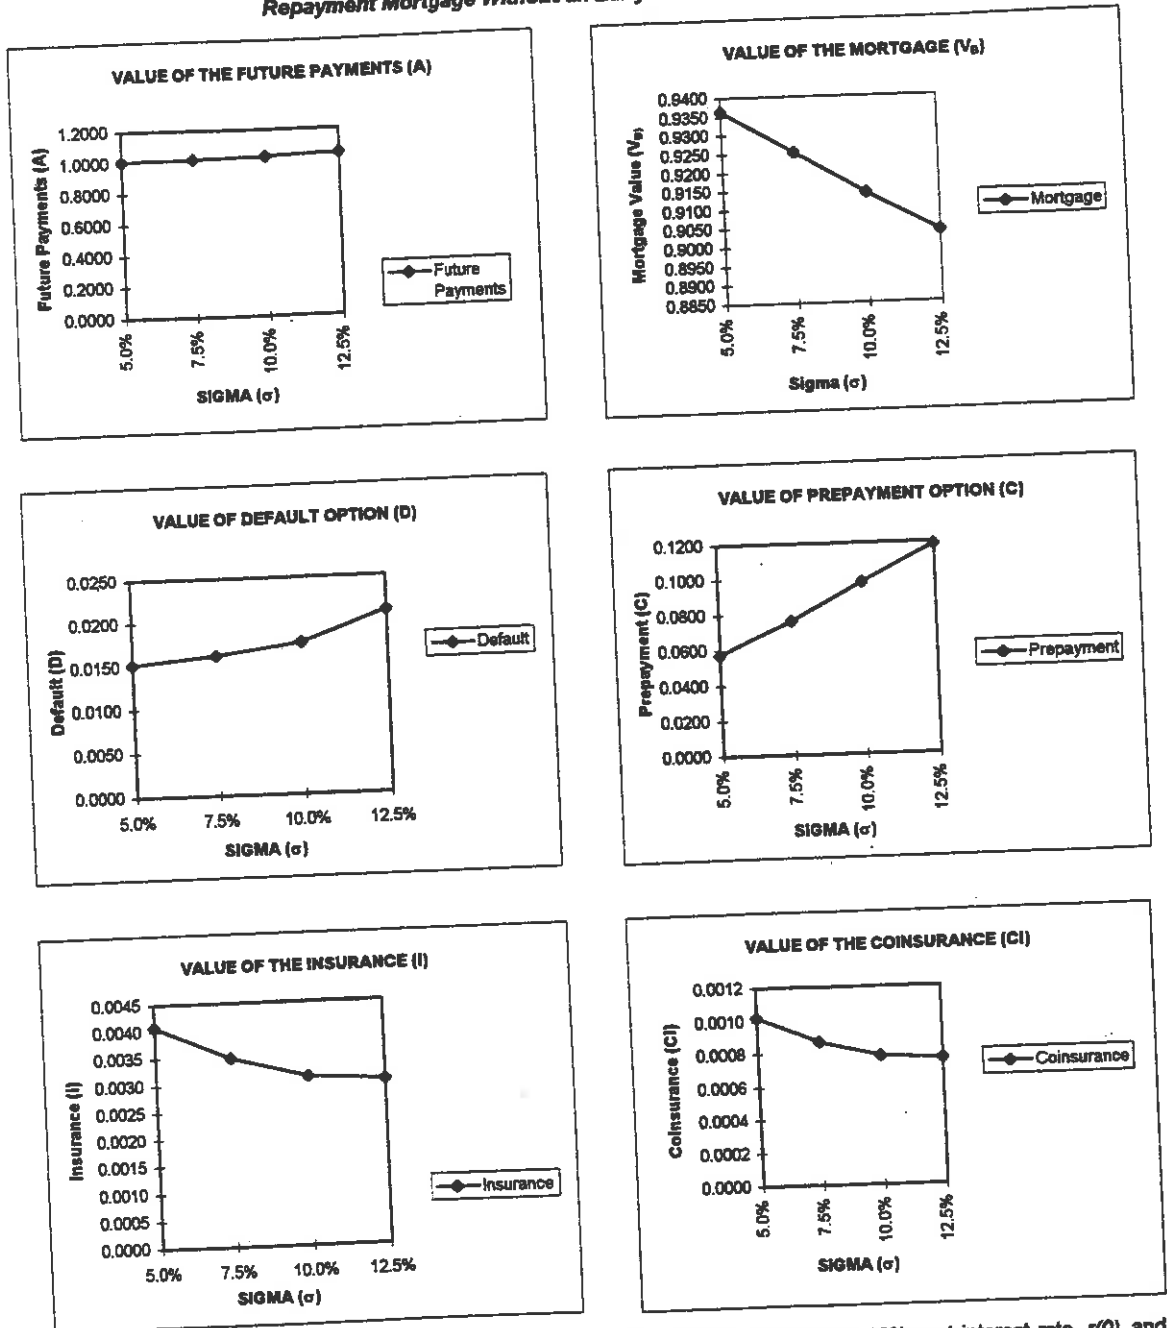 Repayment Mortgage Without an
VALUE OF THE FUTURE PAYMENTS (A)
Future Payments (A)
1.2000
1.0000
0.8000
0.6000
0.4000
0.2000
0.0000
5.0%
7.5%
10.0%
12.5%
SIGMA (σ)
Future
Payments
VALUE OF THE MORTGAGE (VB)
Mortgage Value (VB)
0.9400
0.9350
0.9300
0.9250
0.9200
0.9150
0.9100
0.9050
0.9000
0.8950
0.8900
0.8850
5.0%
7.5%
10.0%
12.5%
Sigma (σ)
Mortgage
VALUE OF DEFAULT OPTION (D)
Default (D)
0.0250
0.0200
0.0150
0.0100
0.0050
0.0000
5.0%
7.5%
10.0%
12.5%
SIGMA (σ)
Default
VALUE OF PREPAYMENT OPTION (C)
Prepayment (C)
0.1200
0.1000
0.0800
0.0600
0.0400
0.0200
0.0000
5.0%
7.5%
10.0%
12.5%
SIGMA (σ)
Prepayment
VALUE OF THE INSURANCE (I)
Insurance (I)
0.0045
0.0040
0.0035
0.0030
0.0025
0.0020
0.0015
0.0010
0.0005
0.0000
5.0%
7.5%
10.0%
12.5%
SIGMA (σ)
Insurance
VALUE OF THE COINSURANCE (CI)
Coinsurance (CI)
0.0012
0.0010
0.0008
0.0006
0.0004
0.0002
0.0000
5.0%
7.5%
10.0%
12.5%
SIGMA (σ)
Coinsurance
interest rate, r(0) and